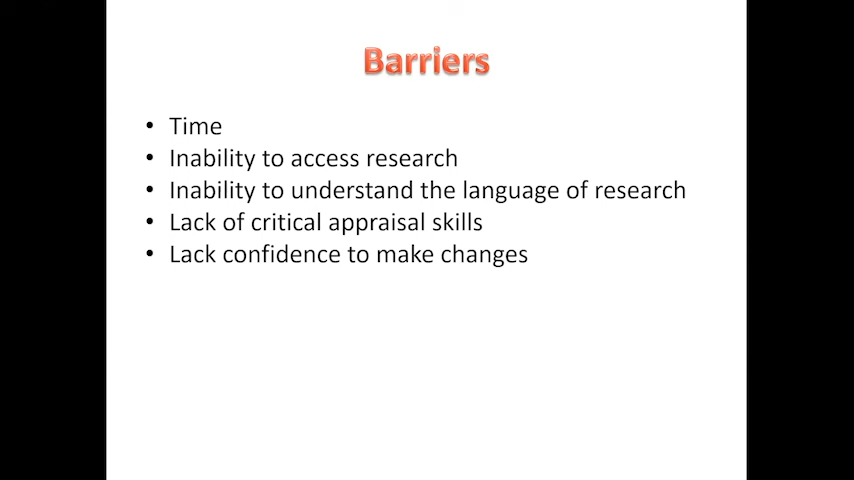 Barriers
• Time
• Inability to access research
• Inability to understand the language of research
• Lack of critical appraisal skills
• Lack confidence to make changes